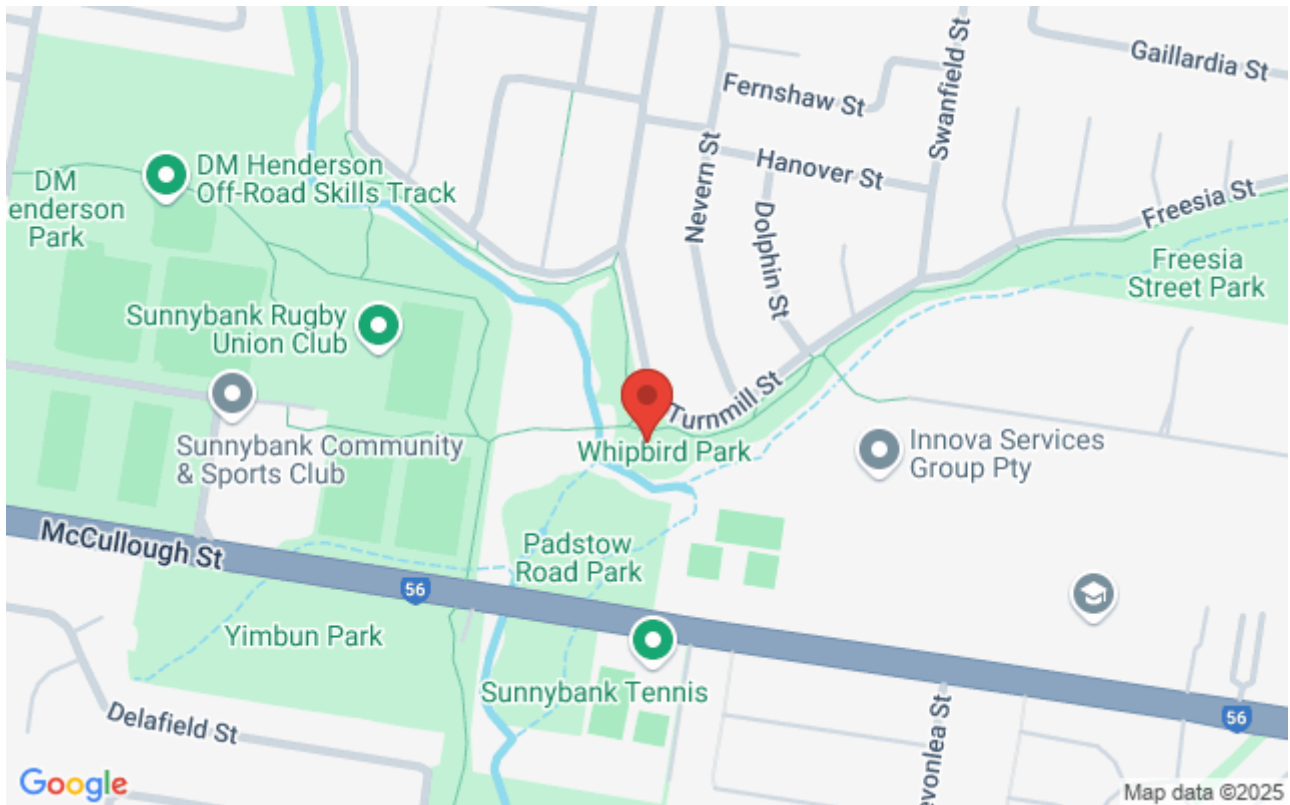 Gaillardia St
Fernshaw St
Swanfield St
DM Henderson
Off-Road Skills Track
Nevern St
Hanover St
DM
enderson
Park
Dolphin St
Freesia St
Freesia
Street Park
Sunnybank Rugby
Union Club
Turnmill St
Sunnybank Community
& Sports Club
Whipbird Park
Innova Services
Group Pty
McCullough St
Padstow
Road Park
56
Yimbun Park
Sunnybank Tennis
Delafield St
evonlea St
56
Google
Map data ©2025